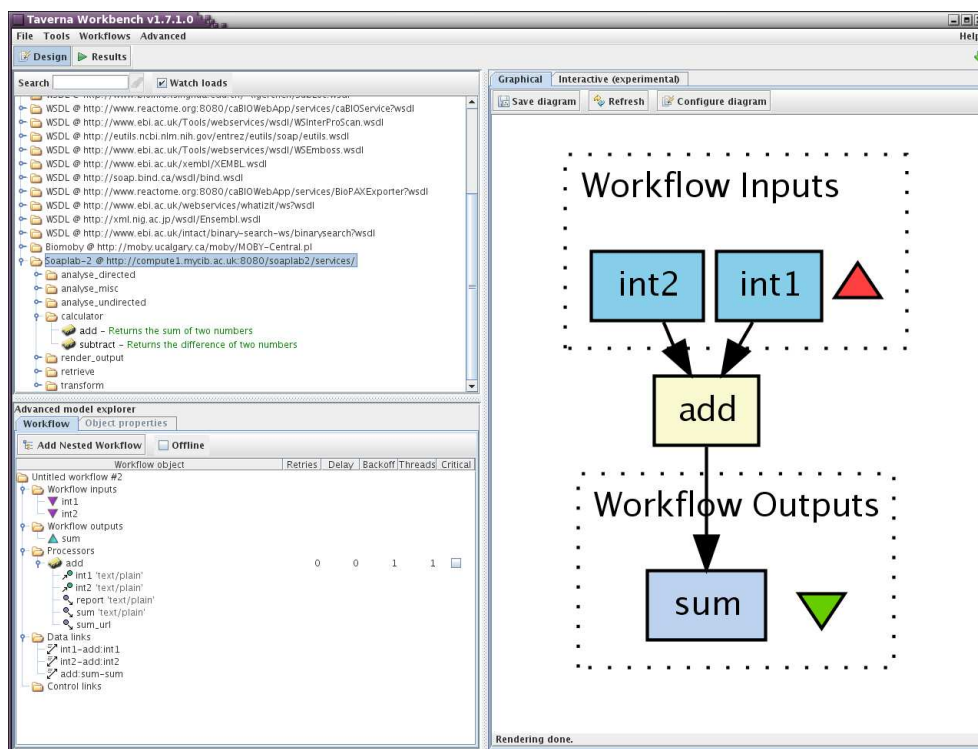 Taverna Workbench v1.7.1.0
File Tools Workflows Advanced Help
Design Results
Search Watch loads
WSDL @ http://www.reactome.org:8080/caBIOWebApp/services/caBIOService?wsdl
WSDL @ http://www.ebi.ac.uk/Tools/webservices/wsdl/WSInterProScan.wsdl
WSDL @ http://eutils.ncbi.nlm.nih.gov/entrez/eutils/soap/eutils.wsdl
WSDL @ http://www.ebi.ac.uk/Tools/webservices/wsdl/WSEmboss.wsdl
WSDL @ http://www.ebi.ac.uk/xembl/XEMBL.wsdl
WSDL @ http://soap.bind.ca/wsdl/bind.wsdl
WSDL @ http://www.reactome.org:8080/caBIOWebApp/services/BioPAXExporter?wsdl
WSDL @ http://www.ebi.ac.uk/webservices/whatizit/ws?wsdl
WSDL @ http://xml.nig.ac.jp/wsdl/Ensembl.wsdl
WSDL @ http://www.ebi.ac.uk/intact/binary-search-ws/binarysearch?wsdl
Biomoby @ http://moby.ucalgary.ca/moby/MOBY-Central.pl
Soaplab-2 @ http://compute1.mycib.ac.uk:8080/soaplab2/services/
analyse_directed
analyse_misc
analyse_undirected
calculator
add - Returns the sum of two numbers
subtract - Returns the difference of two numbers
render_output
retrieve
transform
Advanced model explorer
Workflow Object properties
Add Nested Workflow Offline
Workflow object Retries Delay Backoff Threads Critical
Untitled workflow #2
Workflow inputs
int1
int2
Workflow outputs
sum
Processors
add 0 0 1 1
int1 'text/plain'
int2 'text/plain'
report 'text/plain'
sum 'text/plain'
sum_url
Data links
int1-add:int1
int2-add:int2
add:sum-sum
Control links
Graphical Interactive (experimental)
Save diagram Refresh Configure diagram
Workflow Inputs
int2 int1
add
Workflow Outputs
sum
Rendering done.